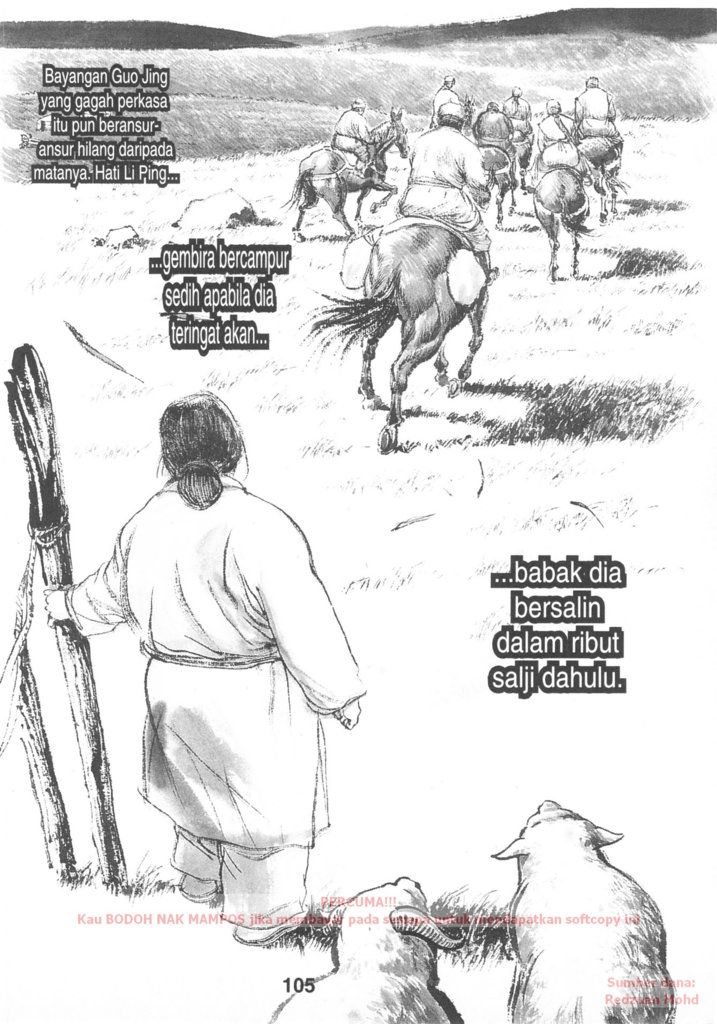 Bayangan Guo Jing
yang gagah perkasa
itu pun beransur-
ansur hilang daripada
matanya. Hati Li Ping...
...gembira bercampur
sedih apabila dia
teringat akan...
...babak dia
bersalin
dalam ribut
salji dahulu.
PERCUMA!!!
Kau BODOH NAK MAMPOS jika membayar pada sesiapa untuk mendapatkan softcopy ini
105
Sumber dana:
Redzuan Mohd